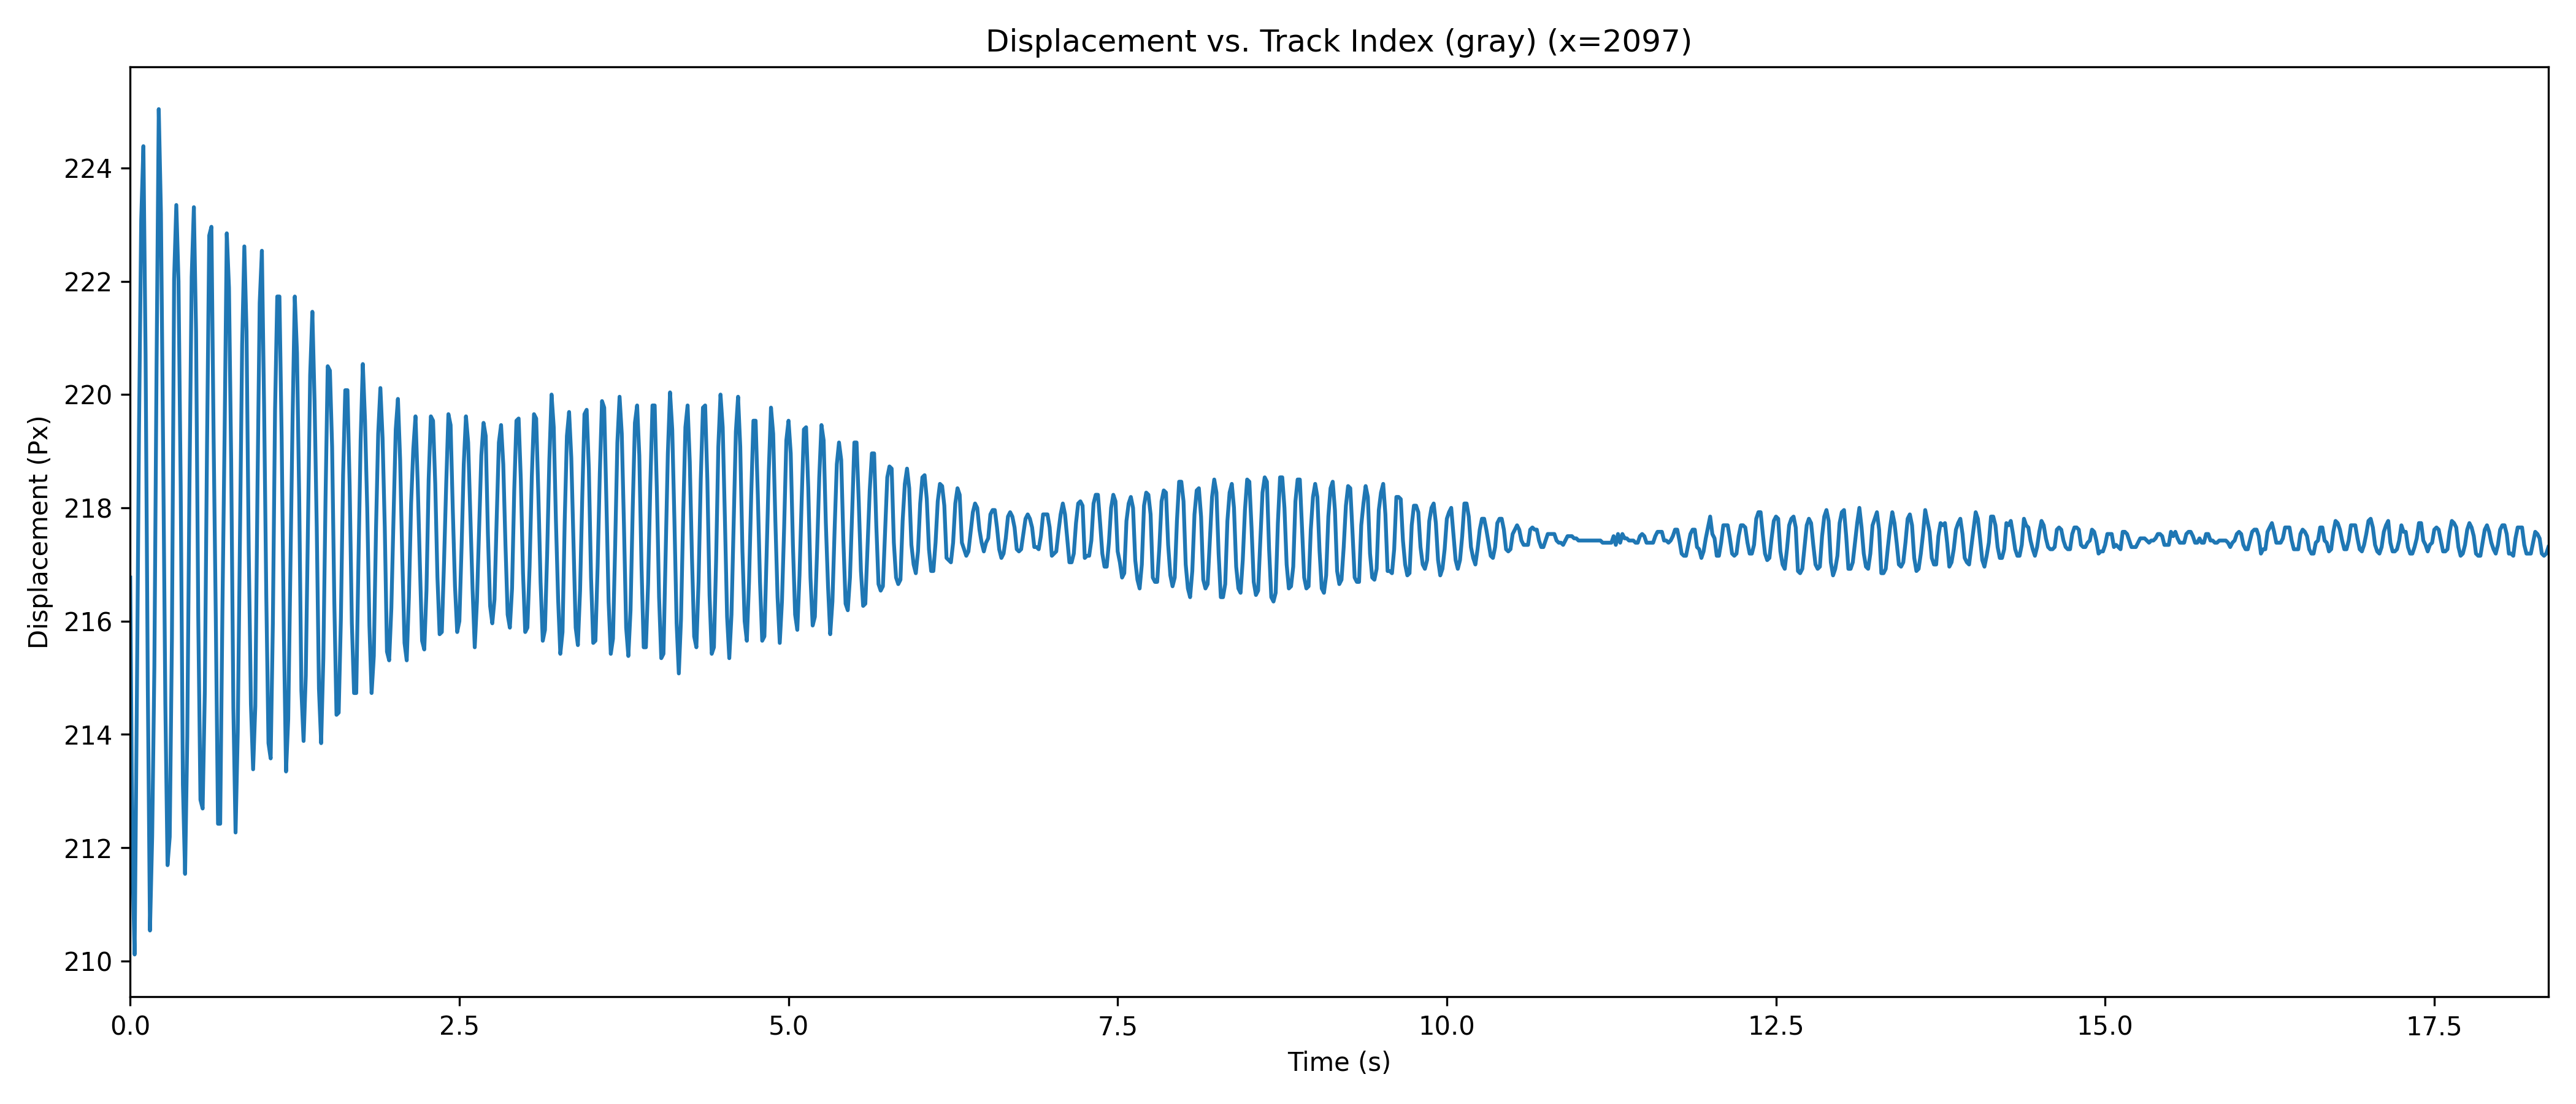 Displacement vs. Track Index (gray) (x=2097)
224
222
220
218
216
214
212
210
Displacement (Px)
0.0 2.5 5.0 7.5 10.0 12.5 15.0 17.5
Time (s)